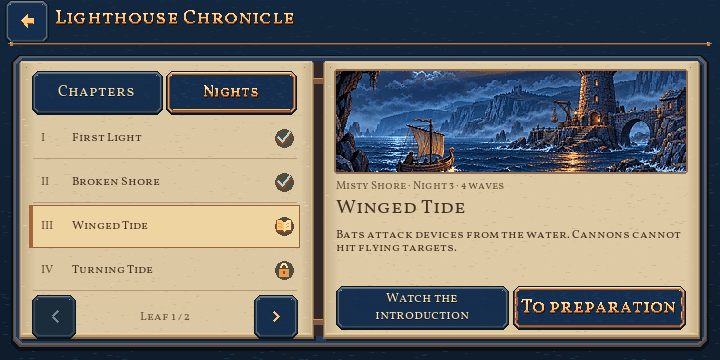 Lighthouse Chronicle
Chapters
Nights
I First Light
II Broken Shore
III Winged Tide
IV Turning Tide
Leaf 1/2
Misty Shore · Night 3 · 4 waves
Winged Tide
Bats attack devices from the water. Cannons cannot
hit flying targets.
Watch the
introduction
To preparation